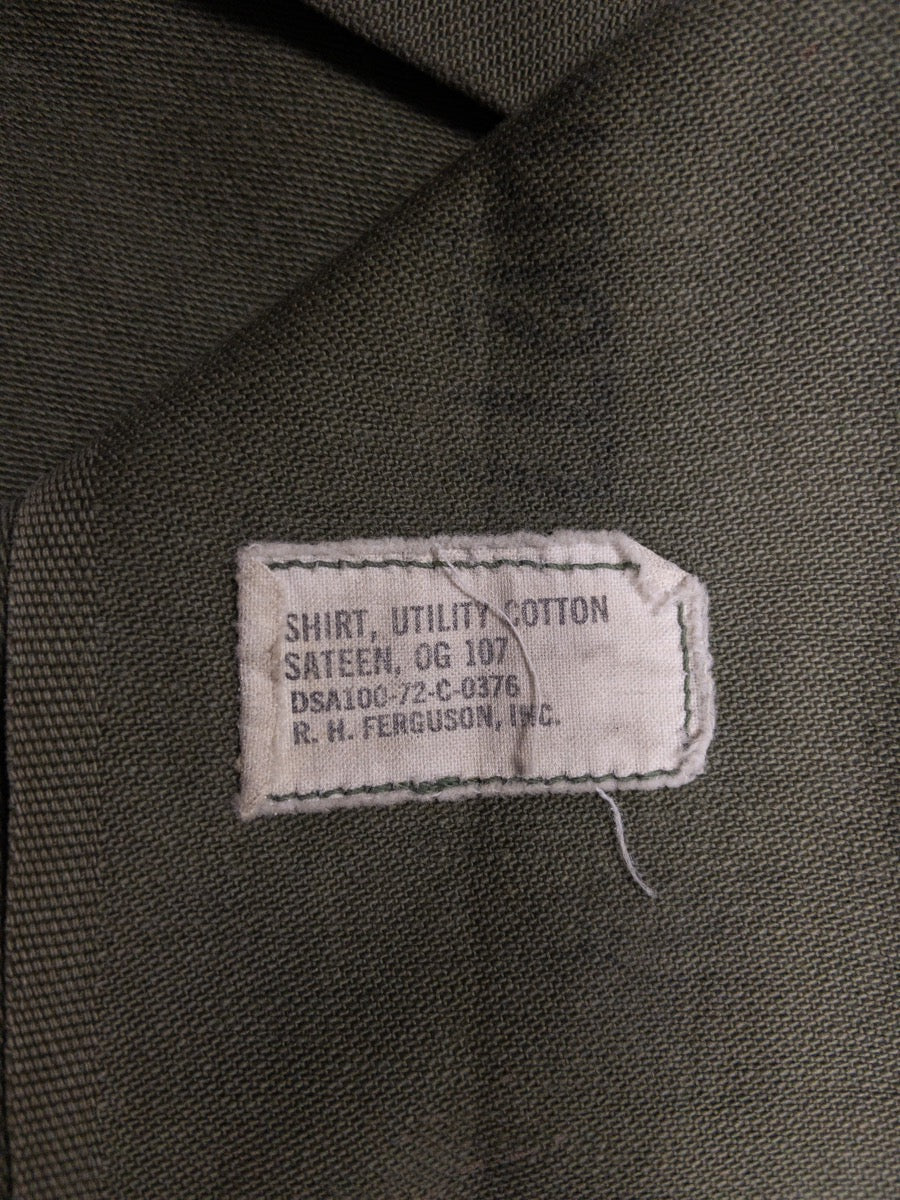 SHIRT, UTILITY COTTON
SATEEN, OG 107
DSA100-72-C-0376
R. H. FERGUSON, INC.